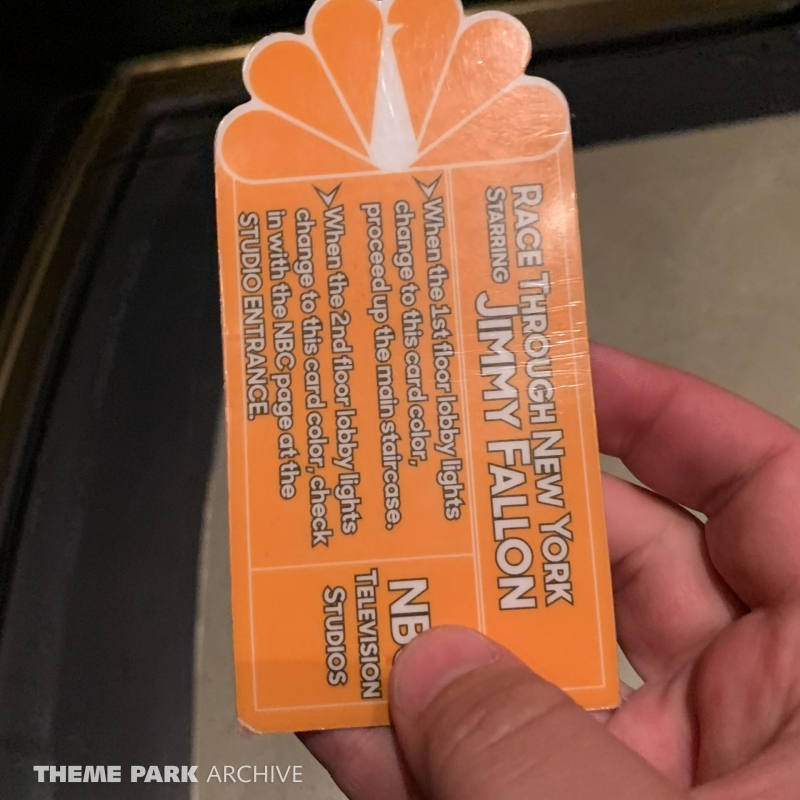 RACE THROUGH NEW YORK
STARRING JIMMY FALLON
➤When the 1st floor lobby lights
change to this card color,
proceed up the main staircase.
➤When the 2nd floor lobby lights
change to this card color, check
in with the NBC page at the
STUDIO ENTRANCE.
TELEVISION
STUDIOS
THEME PARK ARCHIVE